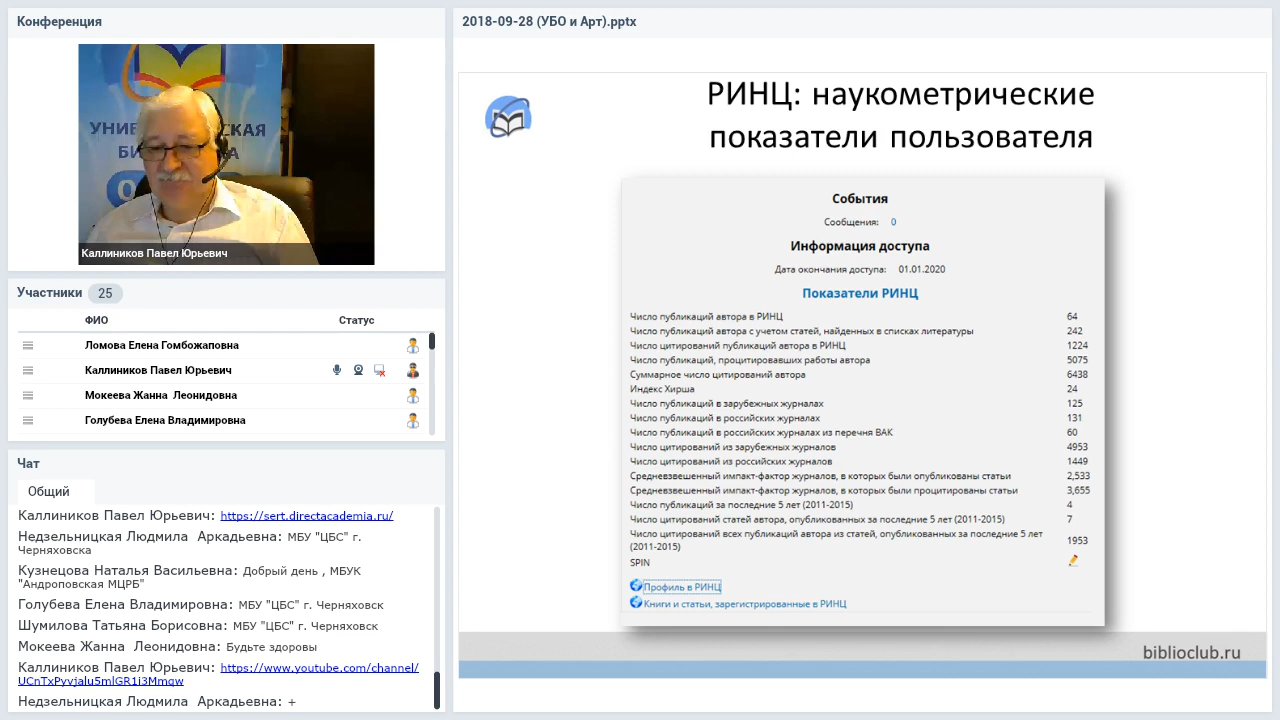 Конференция
УНИВ
СКАЯ
Каллиников Павел Юрьевич
Участники 25
ФИО Статус
Ломова Елена Гомбожаповна
Каллиников Павел Юрьевич
Мокеева Жанна Леонидовна
Голубева Елена Владимировна
Чат
Общий
Каллиников Павел Юрьевич: https://sert.directacademia.ru/
Недзельницкая Людмила Аркадьевна: МБУ "ЦБС" г.
Черняховска
Кузнецова Наталья Васильевна: Добрый день , МБУК
"Андроповская МЦРБ"
Голубева Елена Владимировна: МБУ "ЦБС" г. Черняховск
Шумилова Татьяна Борисовна: МБУ "ЦБС" г. Черняховск
Мокеева Жанна Леонидовна: Будьте здоровы
Каллиников Павел Юрьевич: https://www.youtube.com/channel/
UCnTxPyvjalu5mlGR1i3Mmqw
Недзельницкая Людмила Аркадьевна: +
2018-09-28 (УБО и Арт).pptx
РИНЦ: наукометрические
показатели пользователя
События
Сообщения: 0
Информация доступа
Дата окончания доступа: 01.01.2020
Показатели РИНЦ
Число публикаций автора в РИНЦ 64
Число публикаций автора с учетом статей, найденных в списках литературы 242
Число цитирований публикаций автора в РИНЦ 1224
Число публикаций, процитировавших работы автора 5075
Суммарное число цитирований автора 6438
Индекс Хирша 24
Число публикаций в зарубежных журналах 125
Число публикаций в российских журналах 131
Число публикаций в российских журналах из перечня ВАК 60
Число цитирований из зарубежных журналов 4953
Число цитирований из российских журналов 1449
Средневзвешенный импакт-фактор журналов, в которых были опубликованы статьи 2,533
Средневзвешенный импакт-фактор журналов, в которых были процитированы статьи 3,655
Число публикаций за последние 5 лет (2011-2015) 4
Число цитирований статей автора, опубликованных за последние 5 лет (2011-2015) 7
Число цитирований всех публикаций автора из статей, опубликованных за последние 5 лет
(2011-2015) 1953
SPIN
Профиль в РИНЦ
Книги и статьи, зарегистрированные в РИНЦ
biblioclub.ru